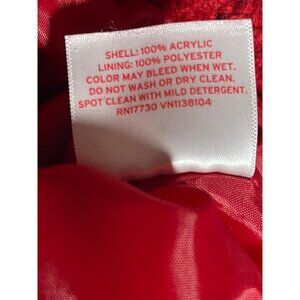 SHELL: 100% ACRYLIC
LINING: 100% POLYESTER
COLOR MAY BLEED WHEN WET.
DO NOT WASH OR DRY CLEAN.
SPOT CLEAN WITH MILD DETERGENT.
RN17730 VN1138104